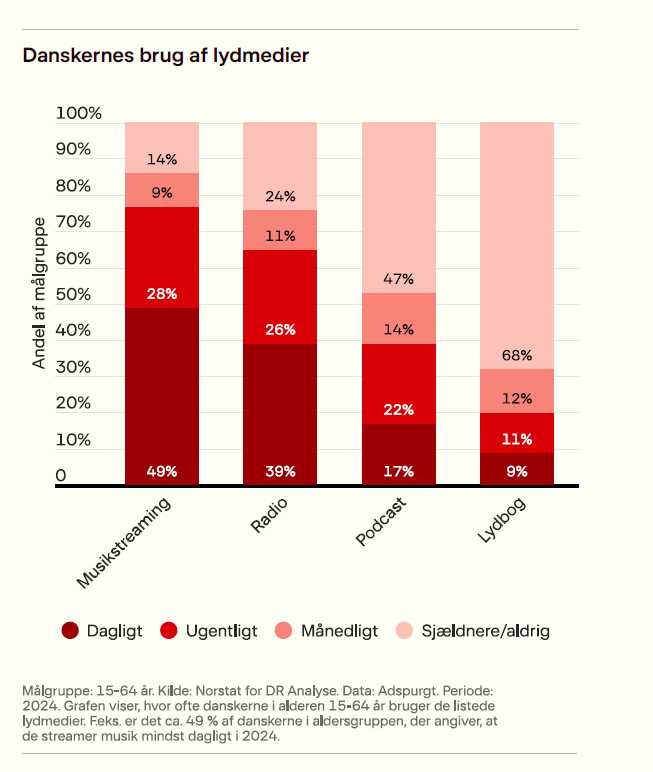 Danskernes brug af lydmedier
100%
90%
80%
70%
60%
50%
40%
30%
20%
10%
0
Andel af målgruppe
14%
9%
28%
49%
24%
11%
26%
39%
47%
14%
22%
17%
68%
12%
11%
9%
Musikstreaming
Radio
Podcast
Lydbog
Dagligt
Ugentligt
Månedligt
Sjældnere/aldrig
Målgruppe: 15-64 år. Kilde: Norstat for DR Analyse. Data: Adspurgt. Periode:
2024. Grafen viser, hvor ofte danskerne i alderen 15-64 år bruger de listede
lydmedier. F.eks. er det ca. 49 % af danskerne i aldersgruppen, der angiver, at
de streamer musik mindst dagligt i 2024.